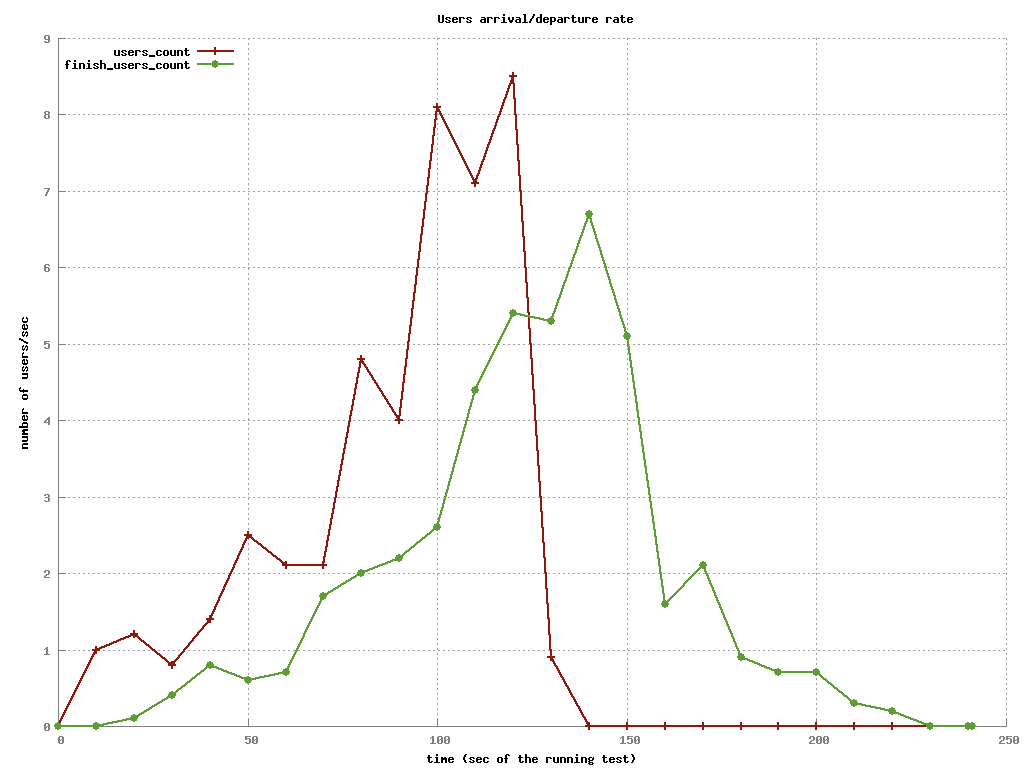 Users arrival/departure rate
users_count
finish_users_count
9
8
7
6
5
4
3
2
1
0
number of users/sec
0 50 100 150 200 250
time (sec of the running test)